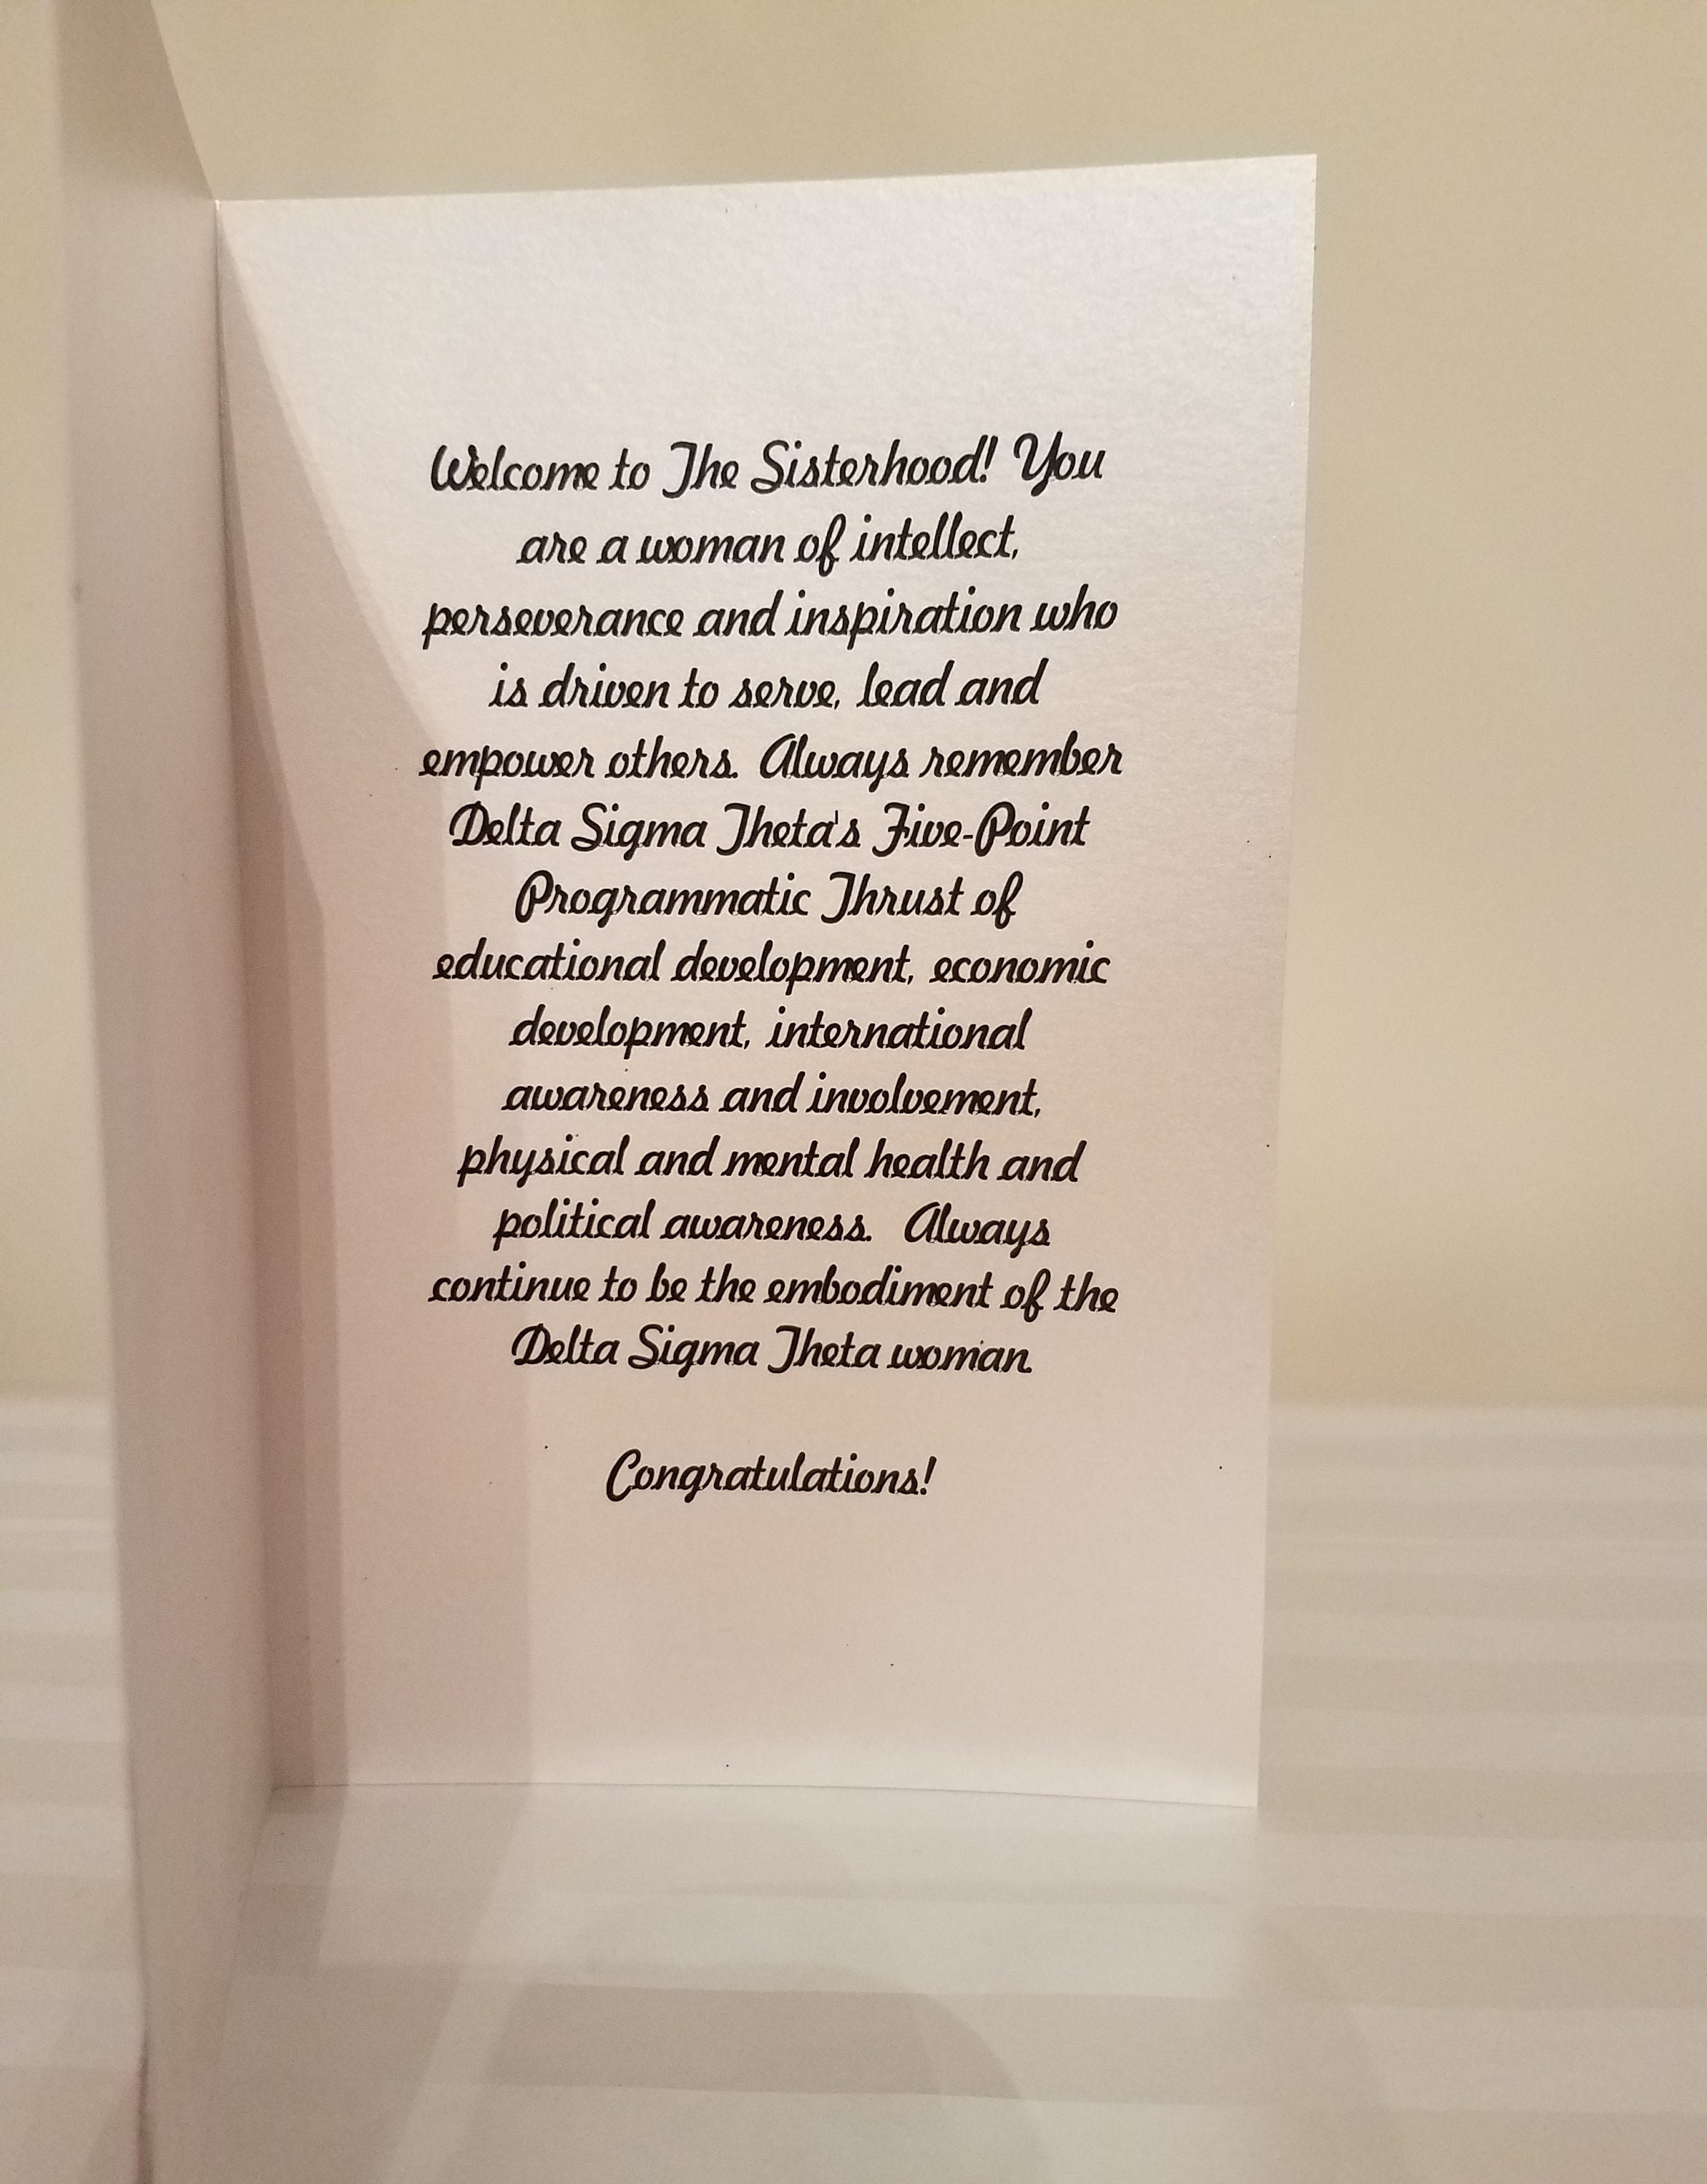 Welcome to The Sisterhood! You
are a woman of intellect,
perseverance and inspiration who
is driven to serve, lead and
empower others. Always remember
Delta Sigma Theta's Five-Point
Programmatic Thrust of
educational development, economic
development, international
awareness and involvement,
physical and mental health and
political awareness. Always
continue to be the embodiment of the
Delta Sigma Theta woman.
Congratulations!